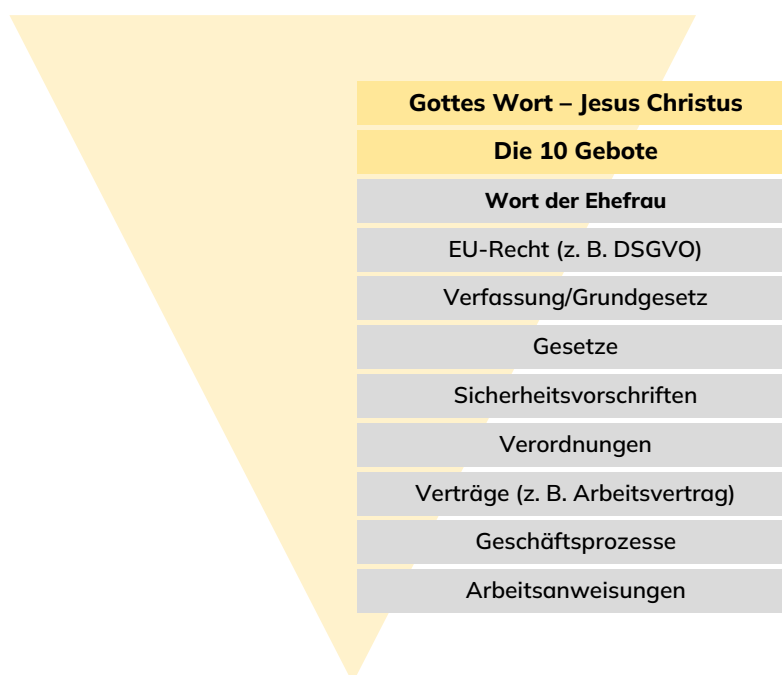 Gottes Wort – Jesus Christus
Die 10 Gebote
Wort der Ehefrau
EU-Recht (z. B. DSGVO)
Verfassung/Grundgesetz
Gesetze
Sicherheitsvorschriften
Verordnungen
Verträge (z. B. Arbeitsvertrag)
Geschäftsprozesse
Arbeitsanweisungen